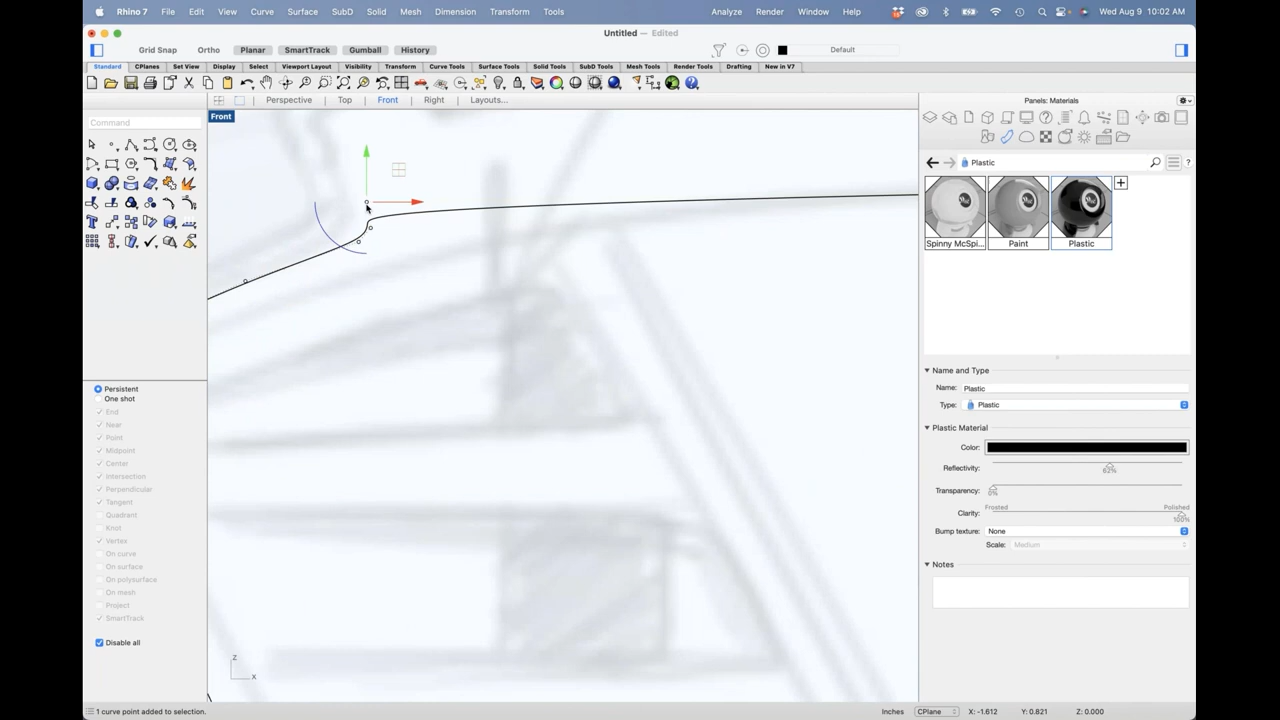 Rhino 7 File Edit View Curve Surface SubD Solid Mesh Dimension Transform Tools Analyze Render Window Help Wed Aug 9 10:02 AM
Untitled — Edited
Grid Snap Ortho Planar SmartTrack Gumball History Default
Standard CPlanes Set View Display Select Viewport Layout Visibility Transform Curve Tools Surface Tools Solid Tools SubD Tools Mesh Tools Render Tools Drafting New in V7
Perspective Top Front Right Layouts...
Panels: Materials
Front
Command
Plastic
?
Spinny McSpi... Paint Plastic
Name and Type
Name: Plastic
Type: Plastic
Plastic Material
Color:
Reflectivity:
63%
Transparency:
0%
Frosted Polished
Clarity:
100%
Bump texture: None
Scale: Medium
Notes
Persistent
One shot
End
Near
Point
Midpoint
Center
Intersection
Perpendicular
Tangent
Quadrant
Knot
Vertex
On curve
On surface
On polysurface
On mesh
Project
SmartTrack
Disable all
z
x
1 curve point added to selection. Inches CPlane X: -1.612 Y: 0.821 Z: 0.000